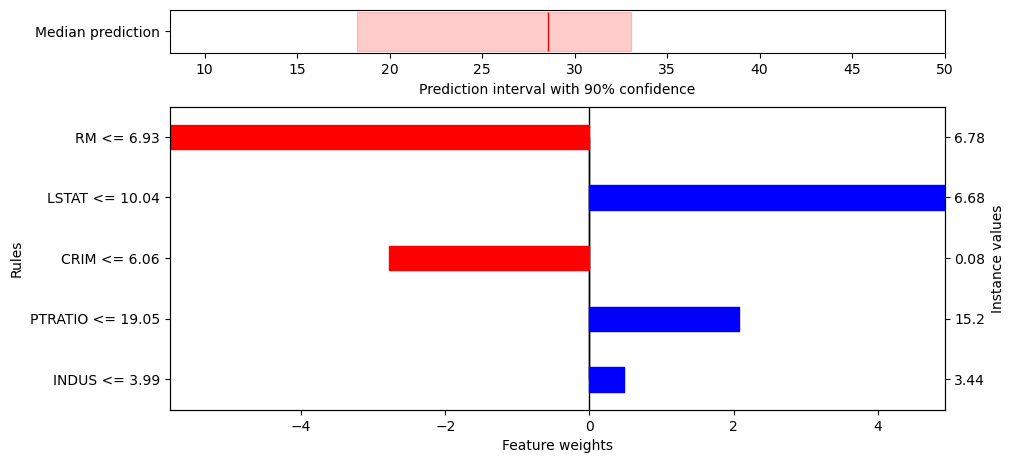 Median prediction
10 15 20 25 30 35 40 45 50
Prediction interval with 90% confidence
RM <= 6.93 6.78
LSTAT <= 10.04 6.68
CRIM <= 6.06 0.08
PTRATIO <= 19.05 15.2
INDUS <= 3.99 3.44
Rules
Instance values
−4 −2 0 2 4
Feature weights